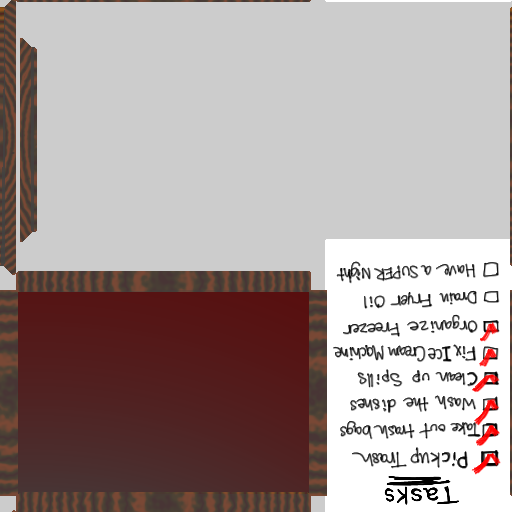 Tasks
Pickup Trash
Take out trash bags
Wash the dishes
Clean up Spills
Fix Ice Cream Machine
Organize Freezer
Drain Fryer Oil
Have a SUPER Night